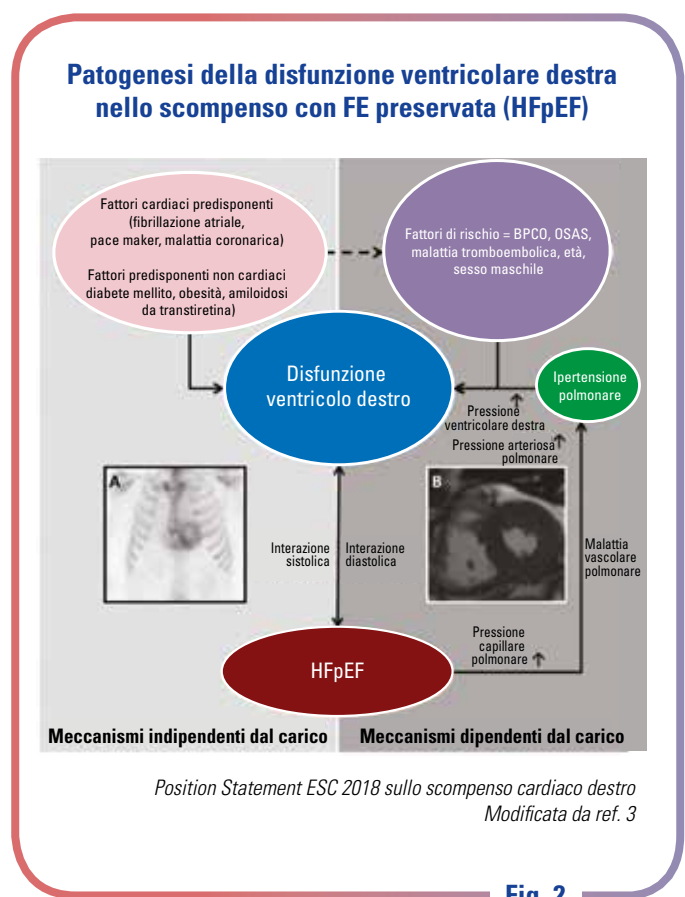 Patogenesi della disfunzione ventricolare destra
nello scompenso con FE preservata (HFpEF)
Fattori cardiaci predisponenti
(fibrillazione atriale,
pace maker, malattia coronarica)
Fattori predisponenti non cardiaci
diabete mellito, obesità, amiloidosi
da transtiretina)
Fattori di rischio = BPCO, OSAS,
malattia tromboembolica, età,
sesso maschile
Disfunzione
ventricolo destro
Ipertensione
polmonare
Pressione
ventricolare destra
Pressione arteriosa
polmonare
A
B
Interazione
sistolica
Interazione
diastolica
Malattia
vascolare
polmonare
Pressione
capillare
polmonare
HFpEF
Meccanismi indipendenti dal carico
Meccanismi dipendenti dal carico
Position Statement ESC 2018 sullo scompenso cardiaco destro
Modificata da ref. 3
Fig. 2